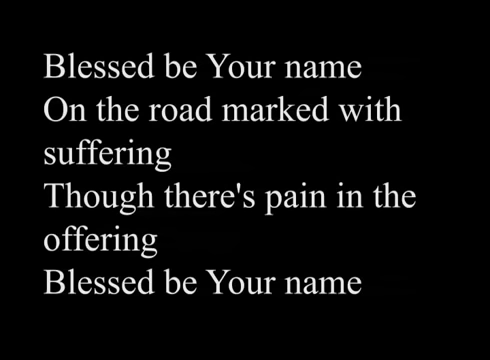 Blessed be Your name
On the road marked with
suffering
Though there's pain in the
offering
Blessed be Your name